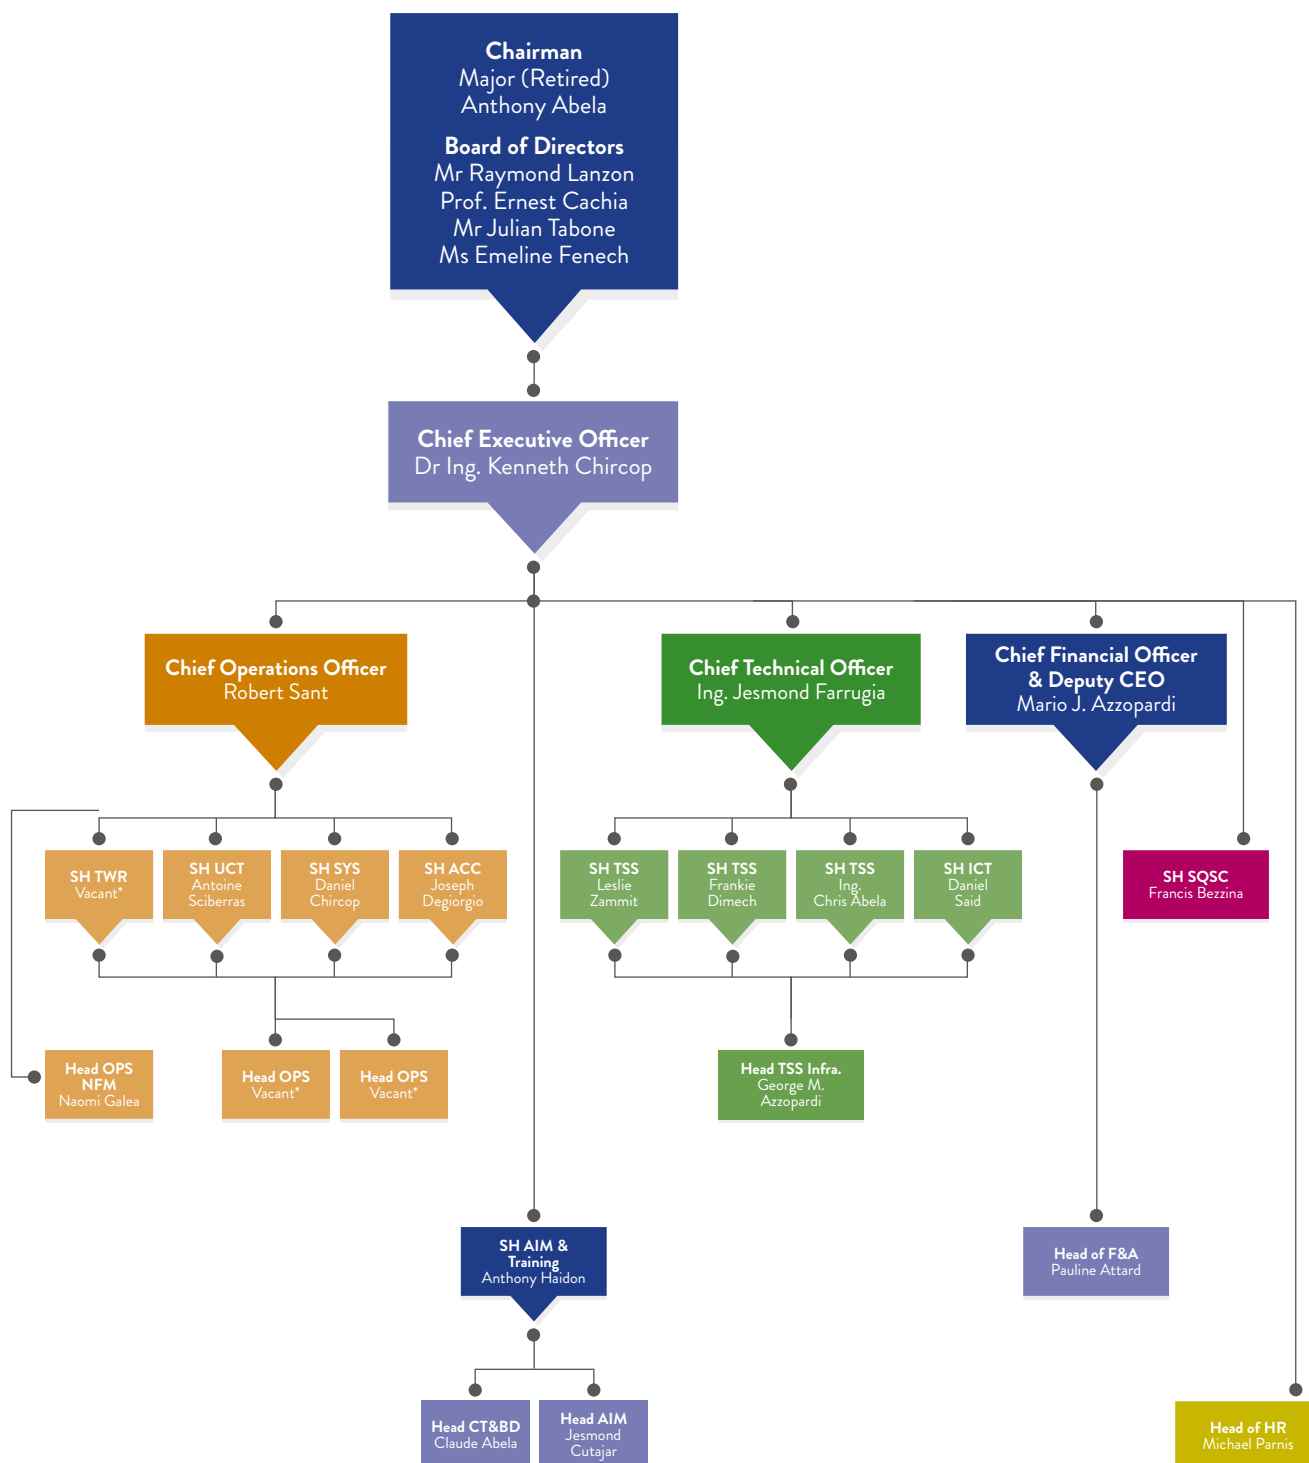 Chairman
Major (Retired)
Anthony Abela
Board of Directors
Mr Raymond Lanzon
Prof. Ernest Cachia
Mr Julian Tabone
Ms Emeline Fenech
Chief Executive Officer
Dr Ing. Kenneth Chircop
Chief Operations Officer
Robert Sant
Chief Technical Officer
Ing. Jesmond Farrugia
Chief Financial Officer
& Deputy CEO
Mario J. Azzopardi
SH TWR
Vacant*
SH UCT
Antoine
Sciberras
SH SYS
Daniel
Chircop
SH ACC
Joseph
Degiorgio
SH TSS
Leslie
Zammit
SH TSS
Frankie
Dimech
SH TSS
Ing.
Chris Abela
SH ICT
Daniel
Said
SH SQSC
Francis Bezzina
Head OPS
NFM
Naomi Galea
Head OPS
Vacant*
Head OPS
Vacant*
Head TSS Infra.
George M.
Azzopardi
SH AIM &
Training
Anthony Haidon
Head of F&A
Pauline Attard
Head CT&BD
Claude Abela
Head AIM
Jesmond
Cutajar
Head of HR
Michael Parnis